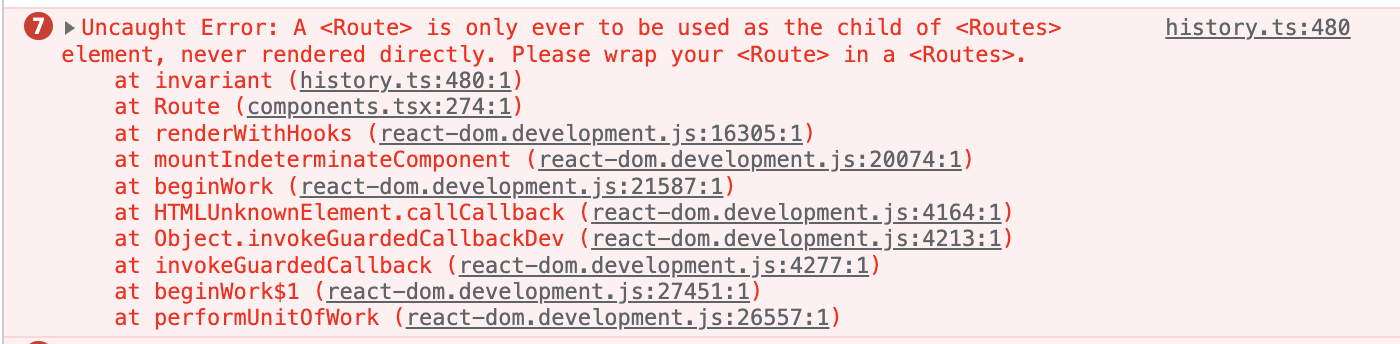 7 Uncaught Error: A <Route> is only ever to be used as the child of <Routes> history.ts:480
element, never rendered directly. Please wrap your <Route> in a <Routes>.
at invariant (history.ts:480:1)
at Route (components.tsx:274:1)
at renderWithHooks (react-dom.development.js:16305:1)
at mountIndeterminateComponent (react-dom.development.js:20074:1)
at beginWork (react-dom.development.js:21587:1)
at HTMLUnknownElement.callCallback (react-dom.development.js:4164:1)
at Object.invokeGuardedCallbackDev (react-dom.development.js:4213:1)
at invokeGuardedCallback (react-dom.development.js:4277:1)
at beginWork$1 (react-dom.development.js:27451:1)
at performUnitOfWork (react-dom.development.js:26557:1)